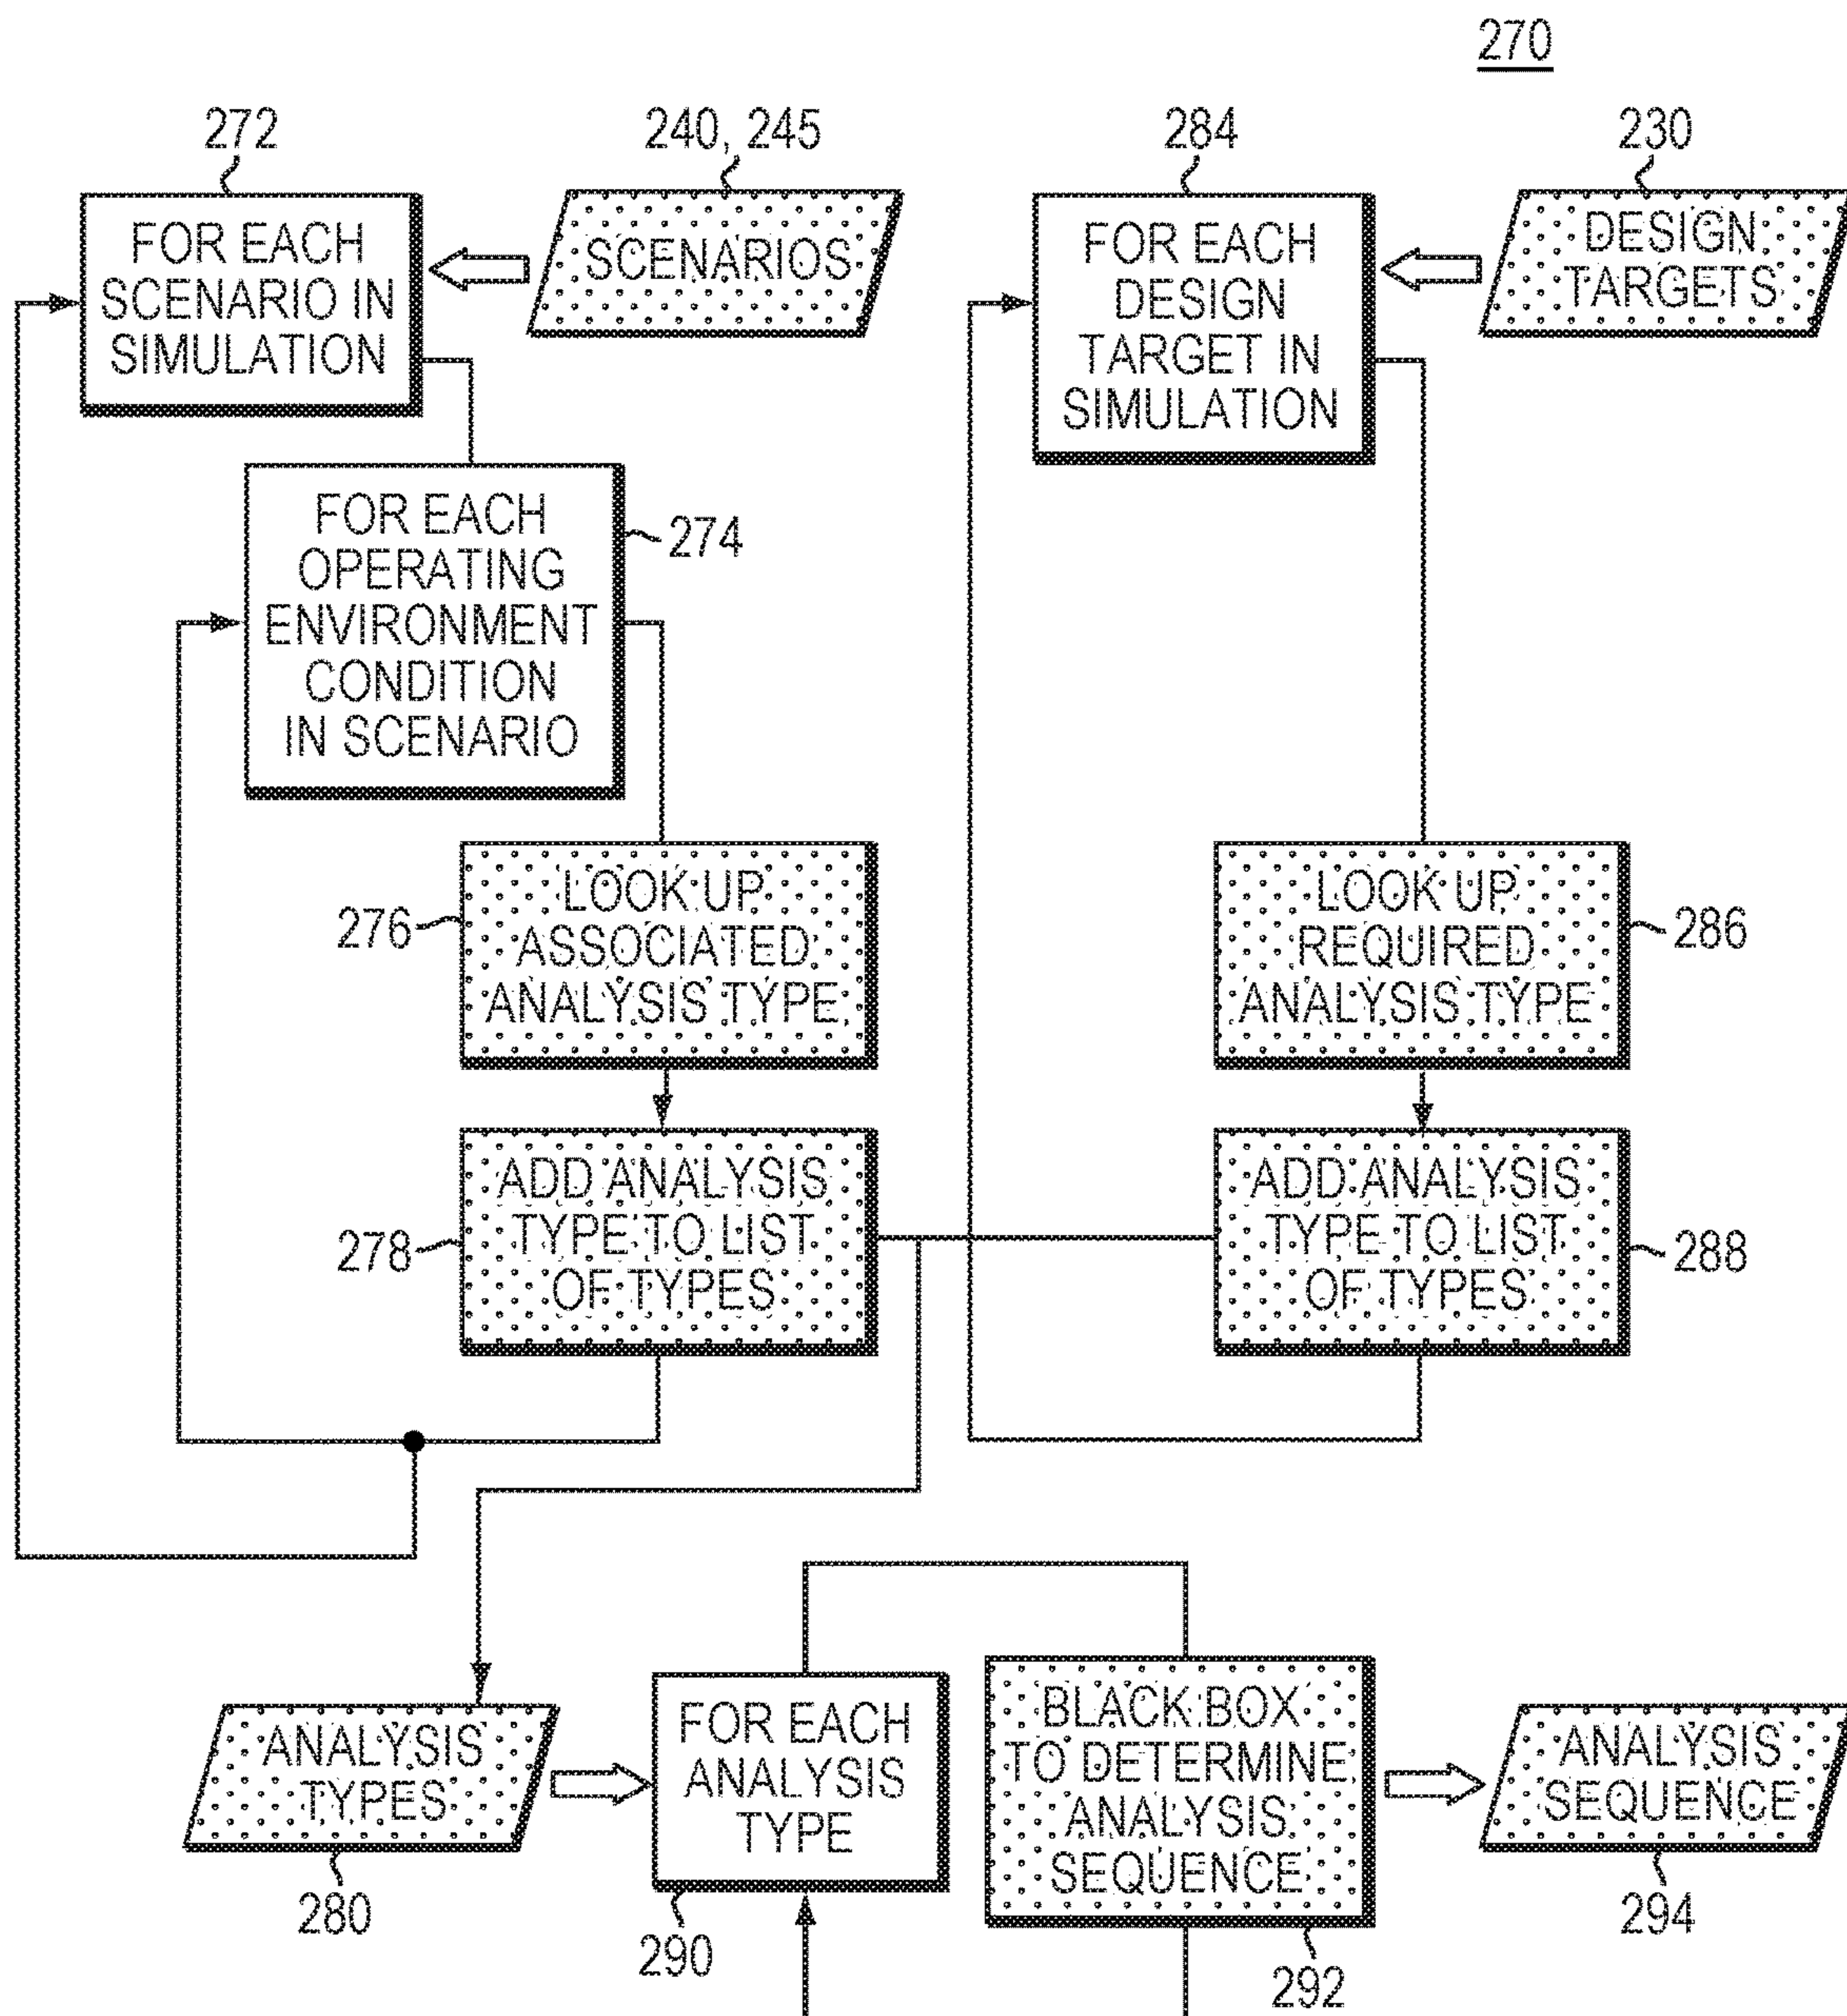 270
272
240, 245
284
230
FOR EACH
SCENARIO IN
SIMULATION
SCENARIOS
FOR EACH
DESIGN
TARGET IN
SIMULATION
DESIGN
TARGETS
FOR EACH
OPERATING
ENVIRONMENT
CONDITION
IN SCENARIO
274
276
LOOK UP
ASSOCIATED
ANALYSIS TYPE
LOOK UP
REQUIRED
ANALYSIS TYPE
286
278
ADD ANALYSIS
TYPE TO LIST
OF TYPES
ADD ANALYSIS
TYPE TO LIST
OF TYPES
288
ANALYSIS
TYPES
280
FOR EACH
ANALYSIS
TYPE
290
BLACK BOX
TO DETERMINE
ANALYSIS
SEQUENCE
292
ANALYSIS
SEQUENCE
294